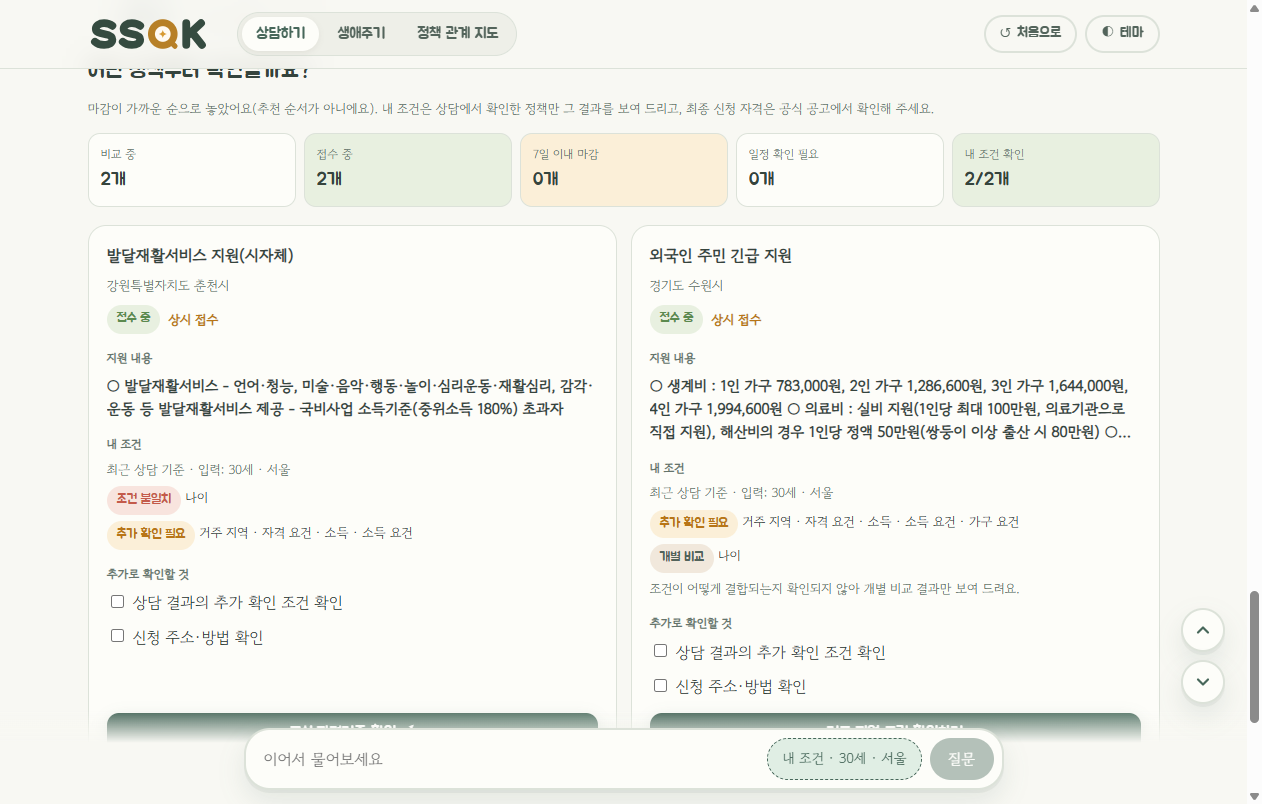 SSQK
상담하기
생애주기
정책 관계 지도
↺ 처음으로
◐ 테마
어떤 정책부터 확인할까요?
마감이 가까운 순으로 놓았어요(추천 순서가 아니에요). 내 조건은 상담에서 확인한 정책만 그 결과를 보여 드리고, 최종 신청 자격은 공식 공고에서 확인해 주세요.
비교 중
2개
접수 중
2개
7일 이내 마감
0개
일정 확인 필요
0개
내 조건 확인
2/2개
발달재활서비스 지원(시자체)
강원특별자치도 춘천시
접수 중 상시 접수
지원 내용
○ 발달재활서비스 - 언어·청능, 미술·음악·행동·놀이·심리운동·재활심리, 감각·
운동 등 발달재활서비스 제공 - 국비사업 소득기준(중위소득 180%) 초과자
내 조건
최근 상담 기준 · 입력: 30세 · 서울
조건 불일치 나이
추가 확인 필요 거주 지역 · 자격 요건 · 소득 · 소득 요건
추가로 확인할 것
상담 결과의 추가 확인 조건 확인
신청 주소·방법 확인
외국인 주민 긴급 지원
경기도 수원시
접수 중 상시 접수
지원 내용
○ 생계비 : 1인 가구 783,000원, 2인 가구 1,286,600원, 3인 가구 1,644,000원,
4인 가구 1,994,600원 ○ 의료비 : 실비 지원(1인당 최대 100만원, 의료기관으로
직접 지원), 해산비의 경우 1인당 정액 50만원(쌍둥이 이상 출산 시 80만원) ○...
내 조건
최근 상담 기준 · 입력: 30세 · 서울
추가 확인 필요 거주 지역 · 자격 요건 · 소득 · 소득 요건 · 가구 요건
개별 비교 나이
조건이 어떻게 결합되는지 확인되지 않아 개별 비교 결과만 보여 드려요.
추가로 확인할 것
상담 결과의 추가 확인 조건 확인
신청 주소·방법 확인
이어서 물어보세요
내 조건 · 30세 · 서울
질문